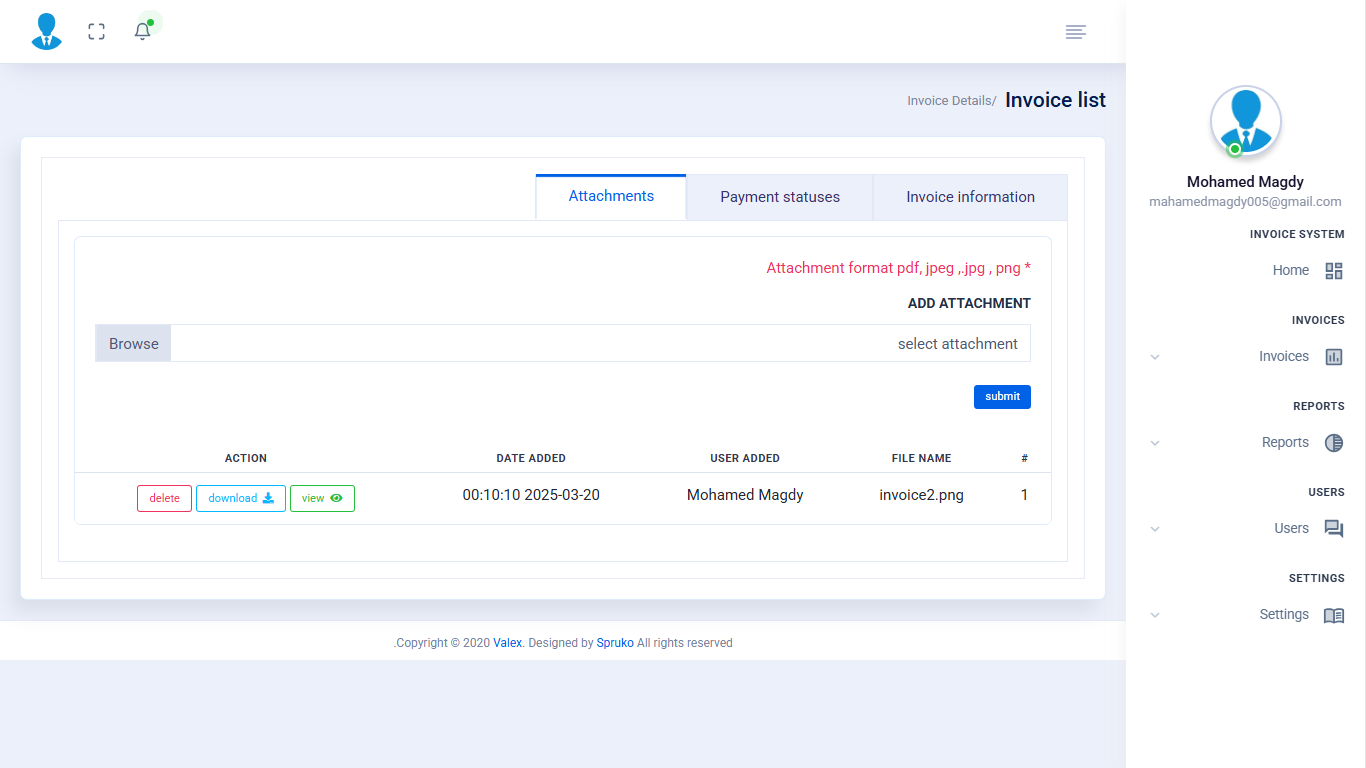 Invoice Details/ Invoice list
Attachments
Payment statuses
Invoice information
Attachment format pdf, jpeg ,.jpg , png *
ADD ATTACHMENT
Browse
select attachment
submit
ACTION DATE ADDED USER ADDED FILE NAME #
delete download view 00:10:10 2025-03-20 Mohamed Magdy invoice2.png 1
.Copyright © 2020 Valex. Designed by Spruko All rights reserved
Mohamed Magdy
mahamedmagdy005@gmail.com
INVOICE SYSTEM
Home
INVOICES
Invoices
REPORTS
Reports
USERS
Users
SETTINGS
Settings